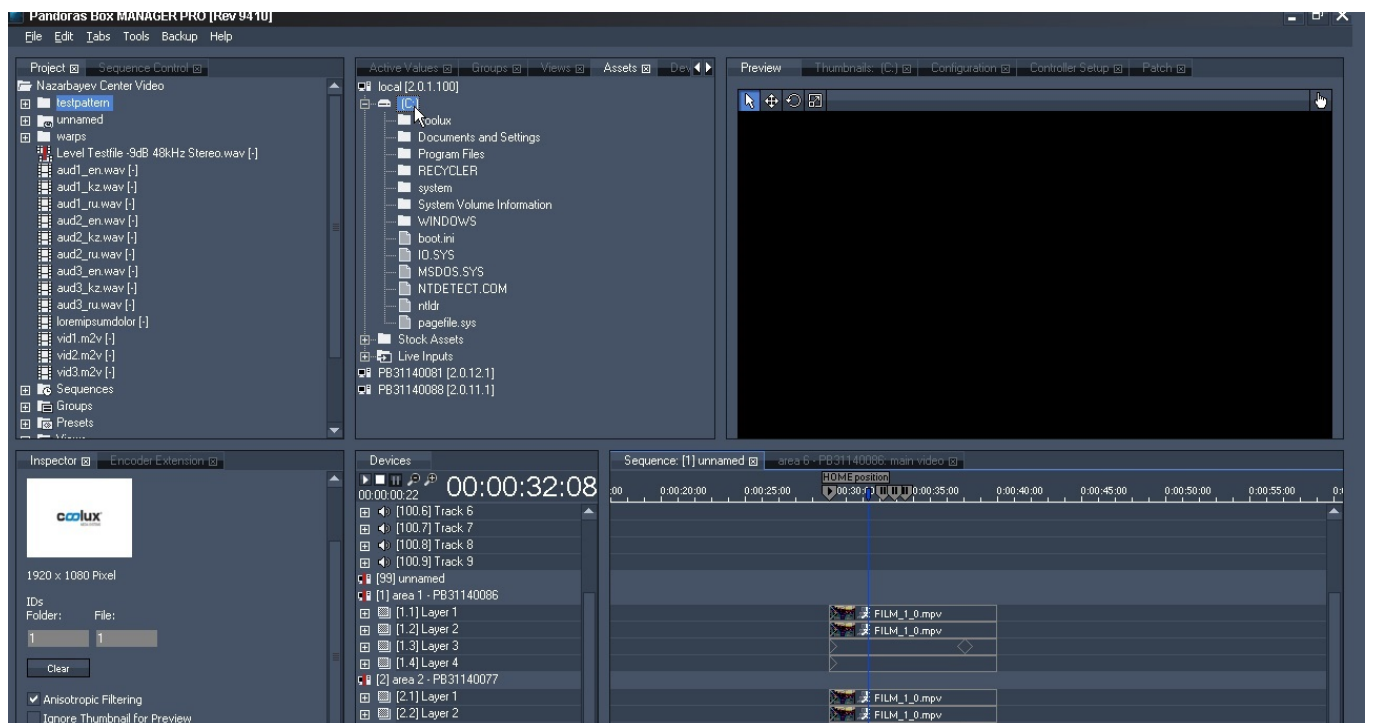 Pandoras Box MANAGER PRO [Rev 9410]
File Edit Tabs Tools Backup Help
Project Sequence Control
Nazarbayev Center Video
testpattern
unnamed
warps
Level Testfile -9dB 48kHz Stereo.wav [-]
aud1_en.wav [-]
aud1_kz.wav [-]
aud1_ru.wav [-]
aud2_en.wav [-]
aud2_kz.wav [-]
aud2_ru.wav [-]
aud3_en.wav [-]
aud3_kz.wav [-]
aud3_ru.wav [-]
loremipsumdolor [-]
vid1.m2v [-]
vid2.m2v [-]
vid3.m2v [-]
Sequences
Groups
Presets
Views
Active Values Groups Views Assets Dev
local [2.0.1.100]
[C:]
coolux
Documents and Settings
Program Files
RECYCLER
system
System Volume Information
WINDOWS
boot.ini
IO.SYS
MSDOS.SYS
NTDETECT.COM
ntldr
pagefile.sys
Stock Assets
Live Inputs
PB31140081 [2.0.12.1]
PB31140088 [2.0.11.1]
Preview Thumbnails: [C:] Configuration Controller Setup Patch
Inspector Encoder Extension
coolux
1920 x 1080 Pixel
IDs
Folder: File:
1 1
Clear
Anisotropic Filtering
Ignore Thumbnail for Preview
Devices
00:00:00:22 00:00:32:08
[100.6] Track 6
[100.7] Track 7
[100.8] Track 8
[100.9] Track 9
[99] unnamed
[1] area 1 - PB31140086
[1.1] Layer 1
[1.2] Layer 2
[1.3] Layer 3
[1.4] Layer 4
[2] area 2 - PB31140077
[2.1] Layer 1
[2.2] Layer 2
Sequence: [1] unnamed area 6 - PB31140086: main video
HOME position
:00 0:00:20:00 0:00:25:00 0:00:35:00 0:00:40:00 0:00:45:00 0:00:50:00 0:00:55:00
FILM_1_0.mpv
FILM_1_0.mpv
FILM_1_0.mpv
FILM_1_0.mpv